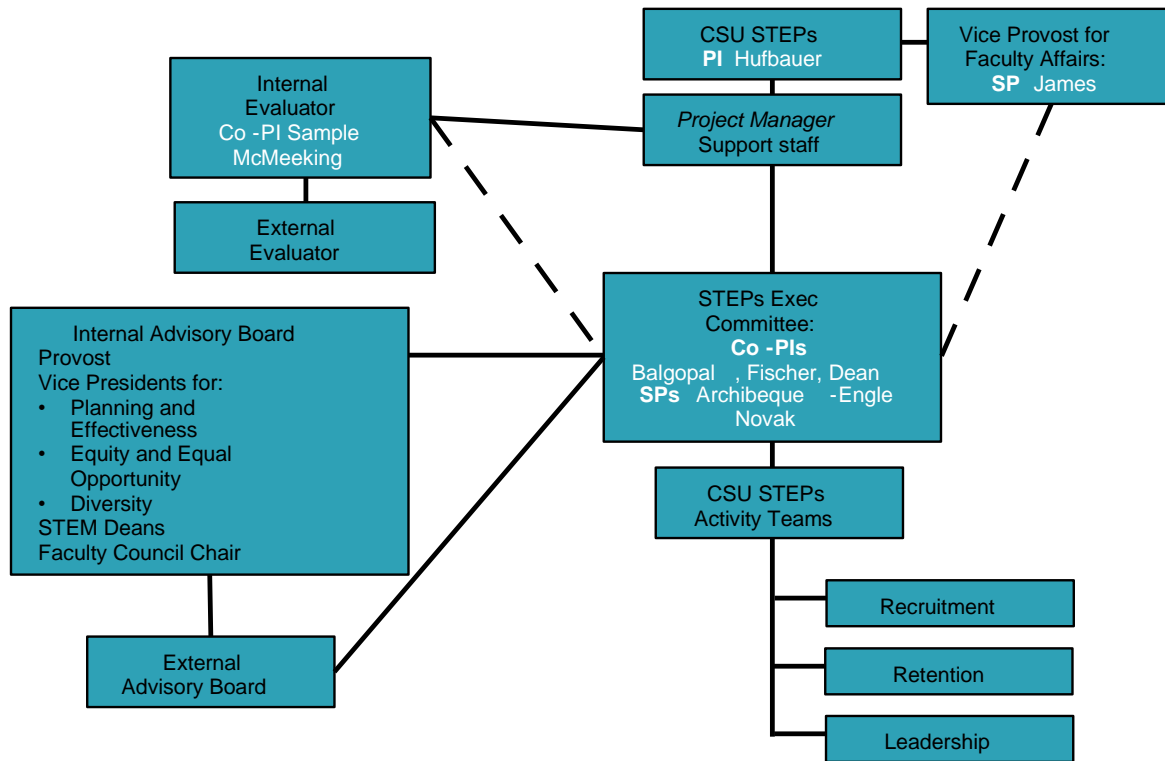 CSU STEPs
PI Hufbauer
Vice Provost for
Faculty Affairs:
SP James
Internal
Evaluator
Co -PI Sample
McMeeking
Project Manager
Support staff
External
Evaluator
STEPs Exec
Committee:
Co -PIs
Balgopal , Fischer, Dean
SPs Archibeque -Engle
Novak
Internal Advisory Board
Provost
Vice Presidents for:
• Planning and
Effectiveness
• Equity and Equal
Opportunity
• Diversity
STEM Deans
Faculty Council Chair
CSU STEPs
Activity Teams
Recruitment
External
Advisory Board
Retention
Leadership